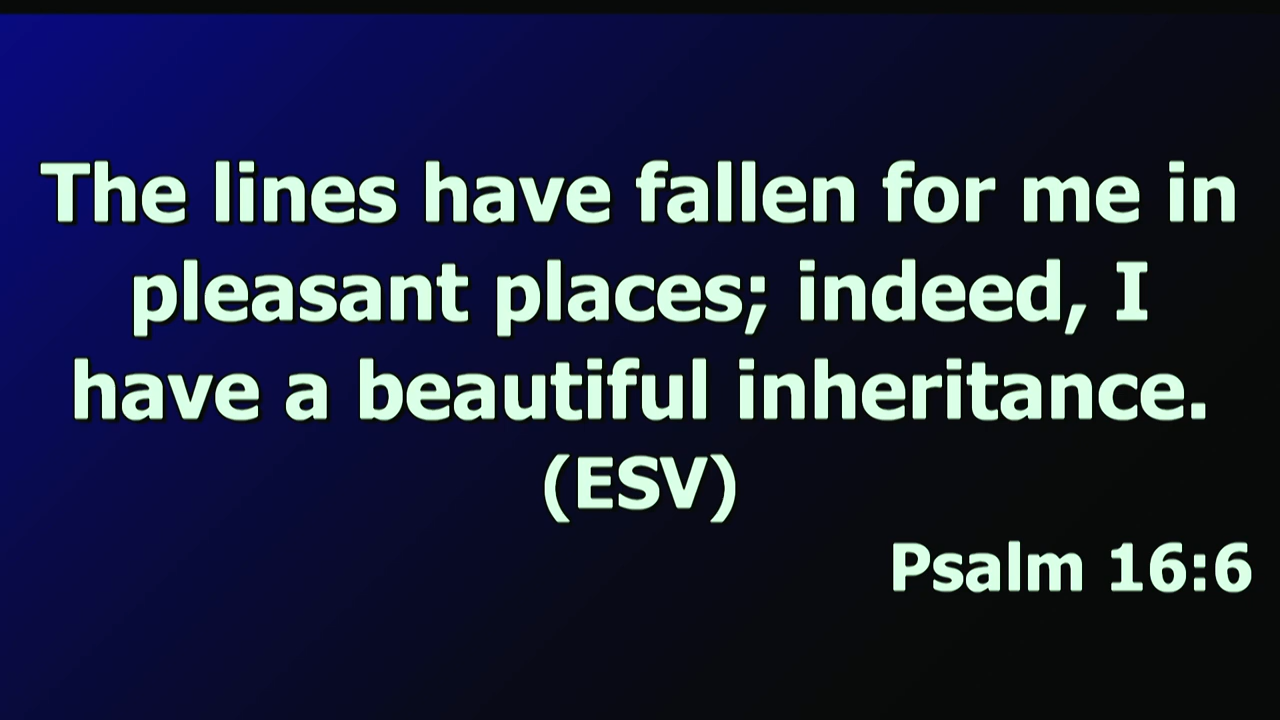 The lines have fallen for me in
pleasant places; indeed, I
have a beautiful inheritance.
(ESV)
Psalm 16:6